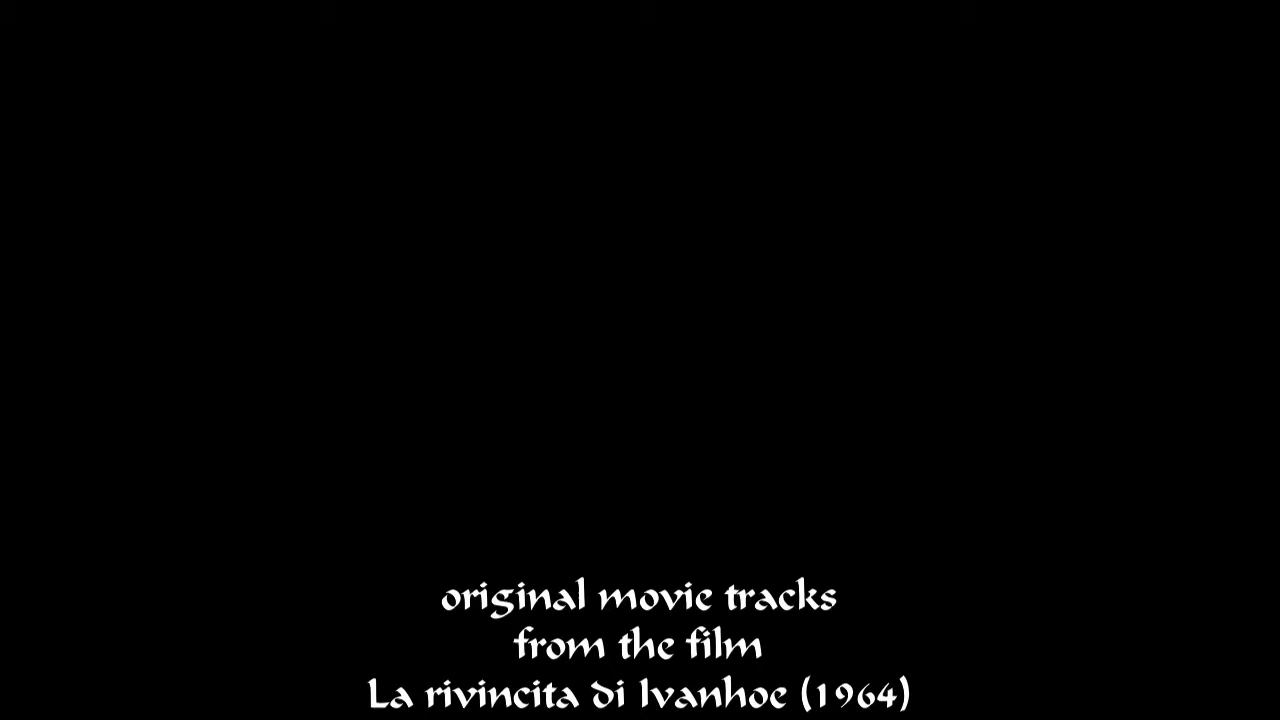 original movie tracks
from the film
La rivincita di Ivanhoe (1964)